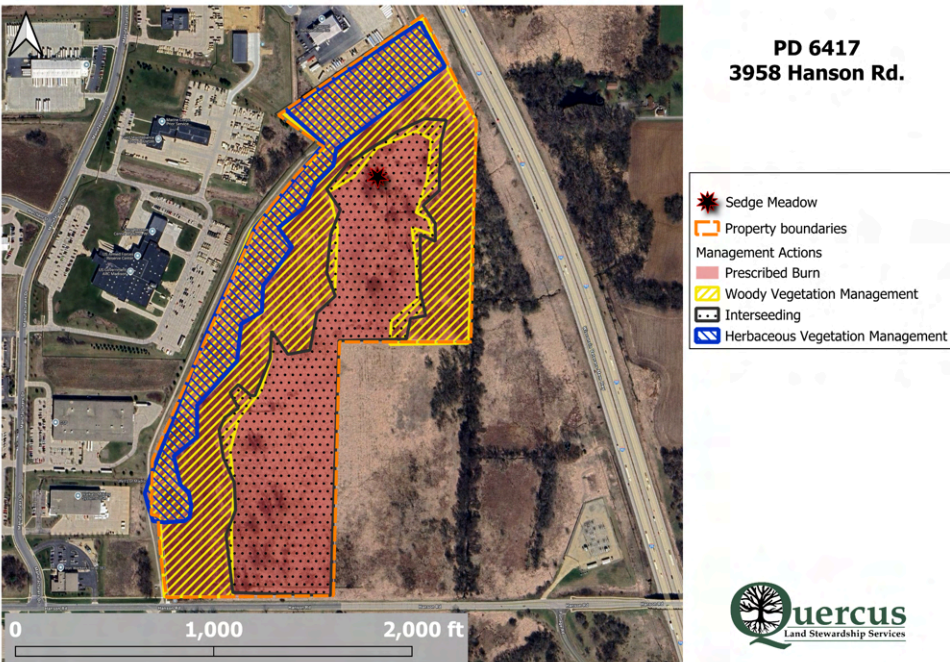 PD 6417
3958 Hanson Rd.
Sedge Meadow
Property boundaries
Management Actions
Prescribed Burn
Woody Vegetation Management
Interseeding
Herbaceous Vegetation Management
0 1,000 2,000 ft
Quercus
Land Stewardship Services